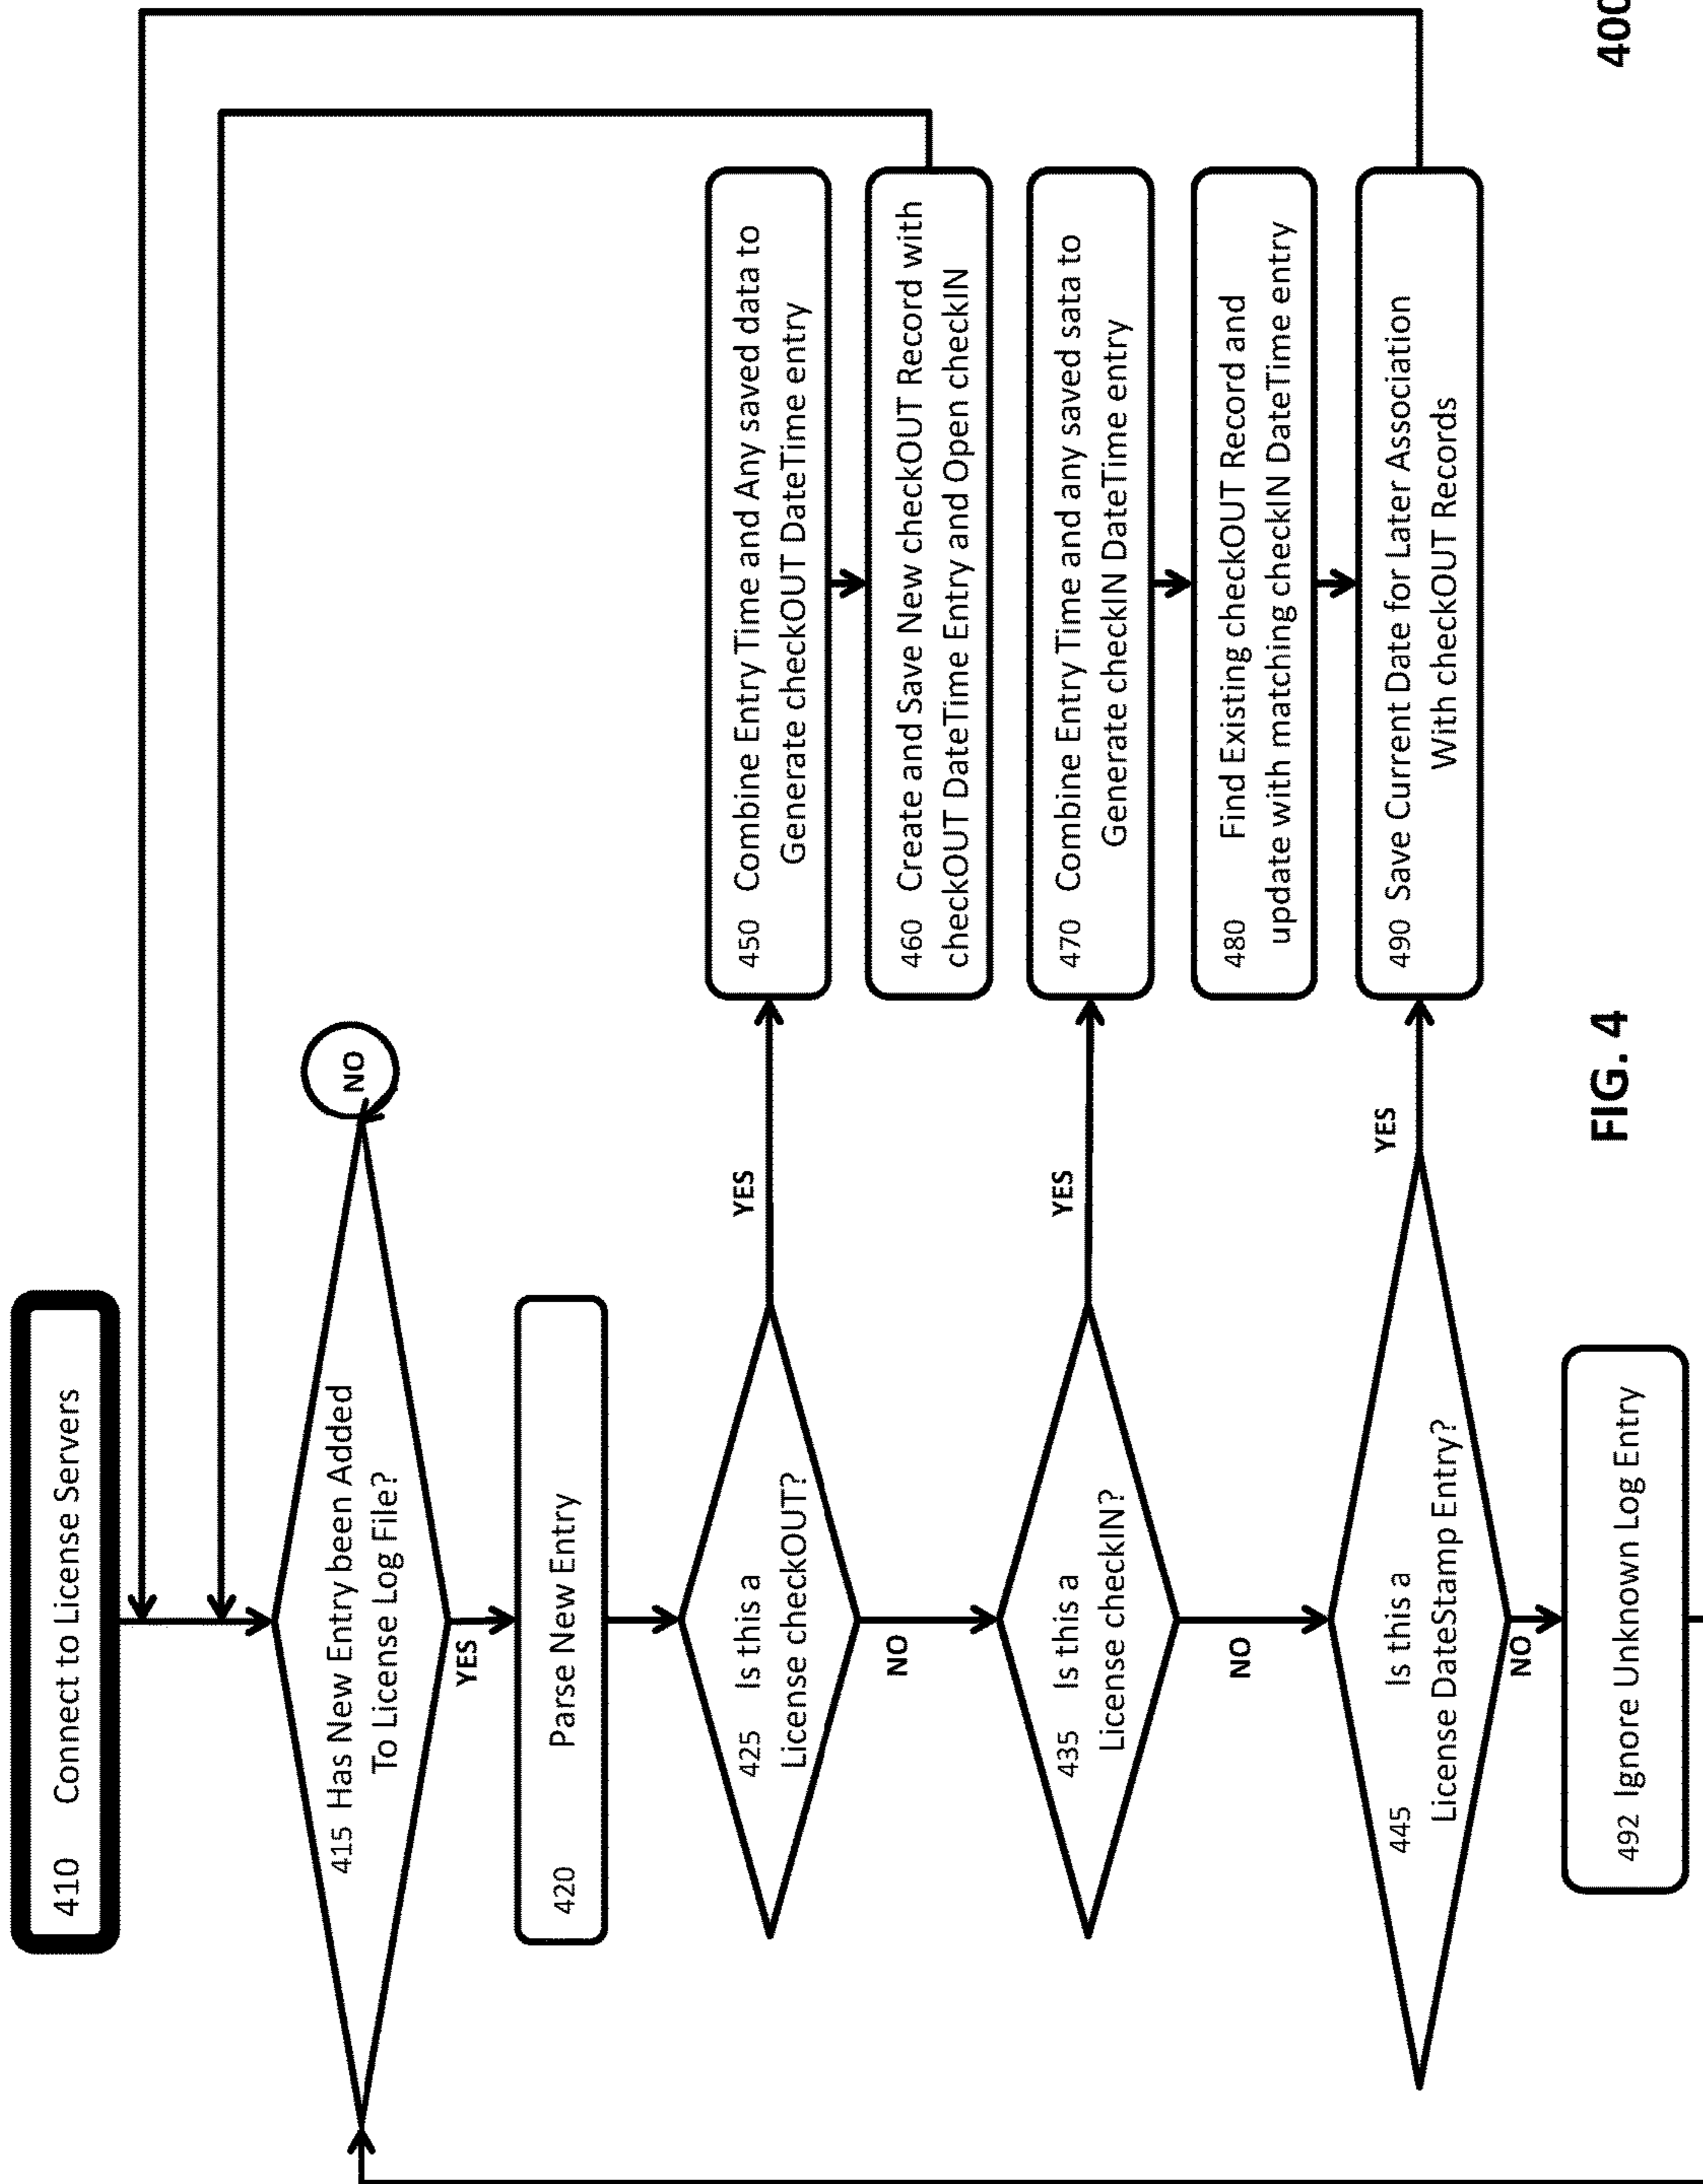 410 Connect to License Servers
415 Has New Entry been Added
To License Log File?
NO
YES
420 Parse New Entry
425 Is this a
License checkOUT?
YES
NO
450 Combine Entry Time and Any saved data to
Generate checkOUT DateTime entry
460 Create and Save New checkOUT Record with
checkOUT DateTime Entry and Open checkIN
435 Is this a
License checkIN?
YES
NO
470 Combine Entry Time and any saved sata to
Generate checkIN DateTime entry
480 Find Existing checkOUT Record and
update with matching checkIN DateTime entry
445 Is this a
License DateStamp Entry?
YES
NO
490 Save Current Date for Later Association
With checkOUT Records
492 Ignore Unknown Log Entry
FIG. 4
400